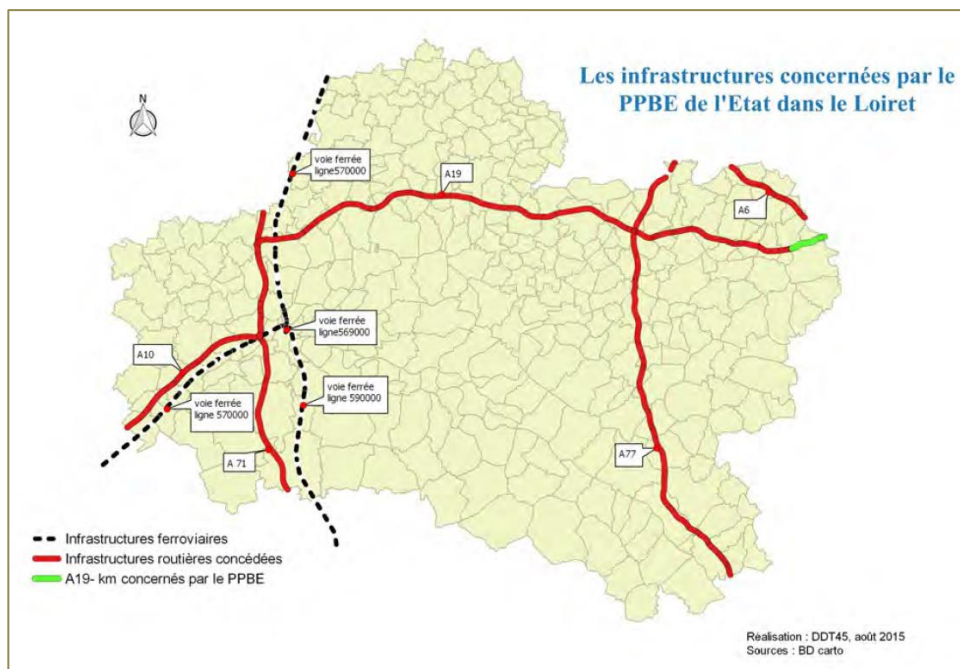 Les infrastructures concernées par le
PPBE de l'Etat dans le Loiret
N
voie ferrée
ligne570000
A19
A6
voie ferrée
ligne569000
A10
voie ferrée
ligne 590000
voie ferrée
ligne 570000
A 71
A77
Infrastructures ferroviaires
Infrastructures routières concédées
A19- km concernés par le PPBE
Réalisation : DDT45, août 2015
Sources : BD carto